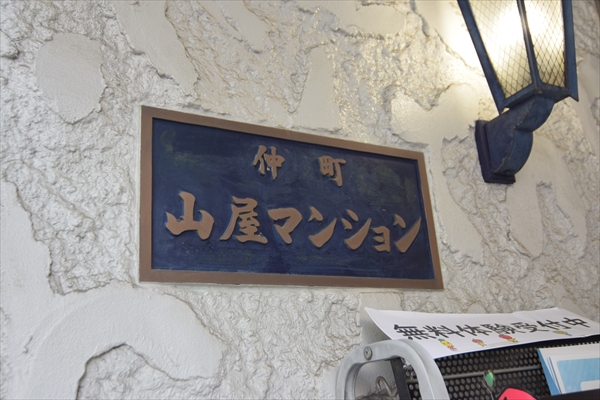 仲町
山屋マンション
無料体験受付中